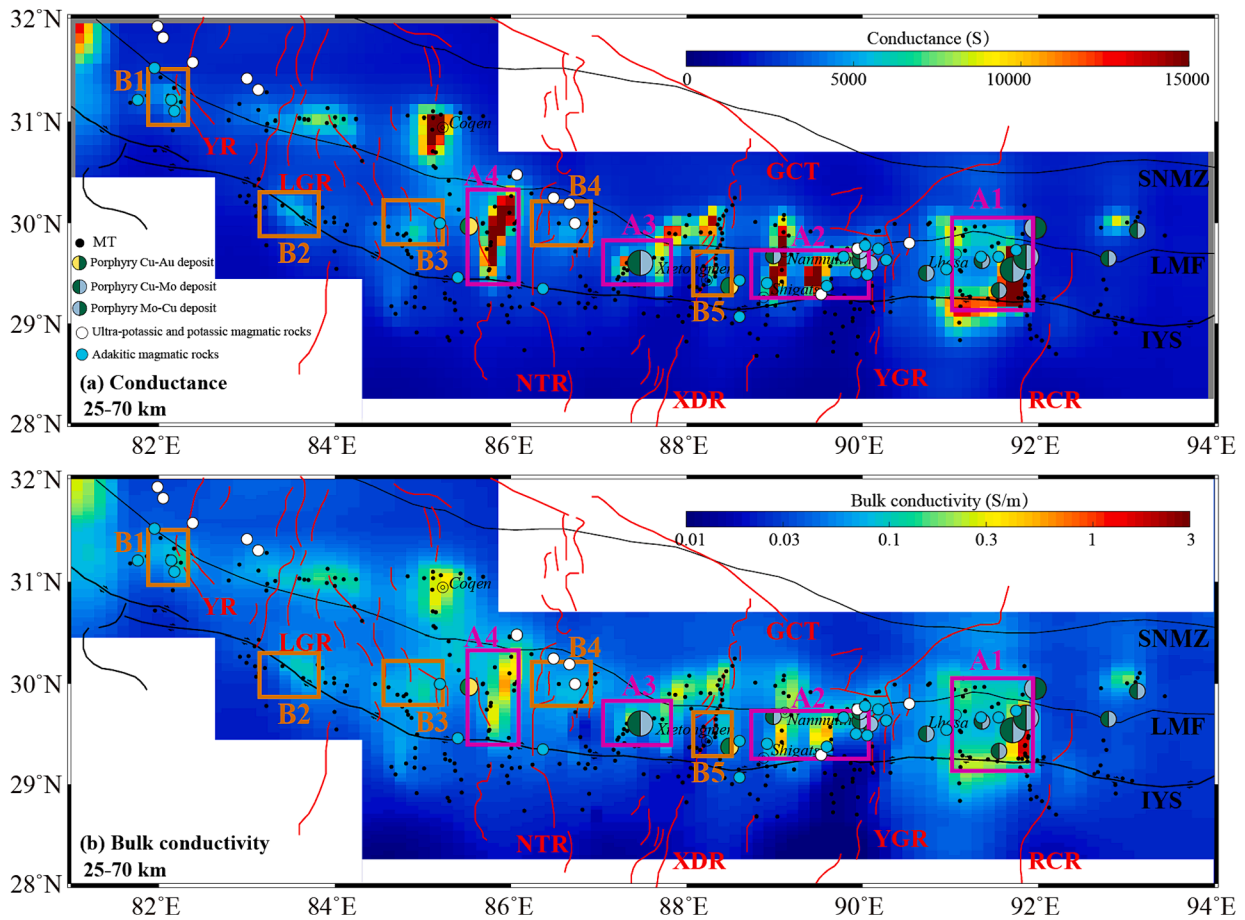 32°N
31°N
30°N
29°N
28°N
Conductance (S)
0 5000 10000 15000
B1
YR
Coqen
LGR
A4
B4
GCT
SNMZ
A1
A3
A2
B2
B3
Xietongmen
Lhasa
LMF
B5
IYS
NTR
XDR
YGR
RCR
MT
Porphyry Cu-Au deposit
Porphyry Cu-Mo deposit
Porphyry Mo-Cu deposit
Ultra-potassic and potassic magmatic rocks
Adakitic magmatic rocks
(a) Conductance
25-70 km
82°E 84°E 86°E 88°E 90°E 92°E 94°E
32°N
31°N
30°N
29°N
28°N
Bulk conductivity (S/m)
0.01 0.03 0.1 0.3 1 3
B1
YR
Coqen
LGR
A4
B4
GCT
SNMZ
A1
A3
A2
B2
B3
Xietongmen
Lhasa
LMF
B5
IYS
NTR
XDR
YGR
RCR
(b) Bulk conductivity
25-70 km
82°E 84°E 86°E 88°E 90°E 92°E 94°E